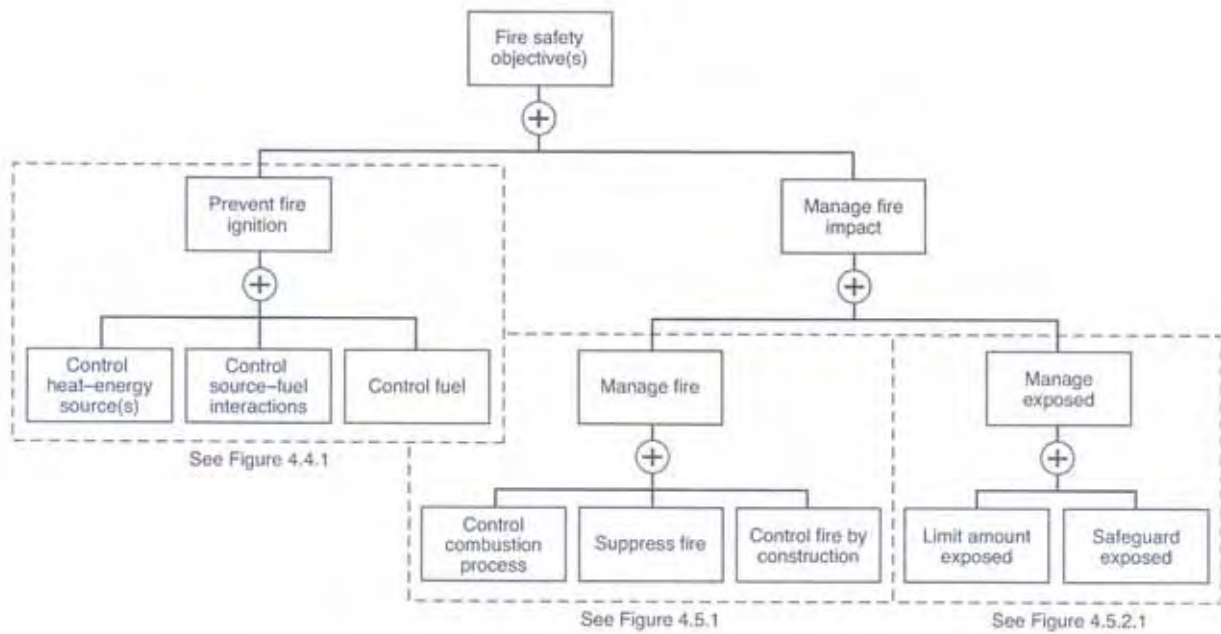 Fire safety
objective(s)
+
Prevent fire
ignition
Manage fire
impact
+
+
Control
heat–energy
source(s)
Control
source–fuel
interactions
Control fuel
Manage fire
Manage
exposed
See Figure 4.4.1
+
+
Control
combustion
process
Suppress fire
Control fire by
construction
Limit amount
exposed
Safeguard
exposed
See Figure 4.5.1
See Figure 4.5.2.1